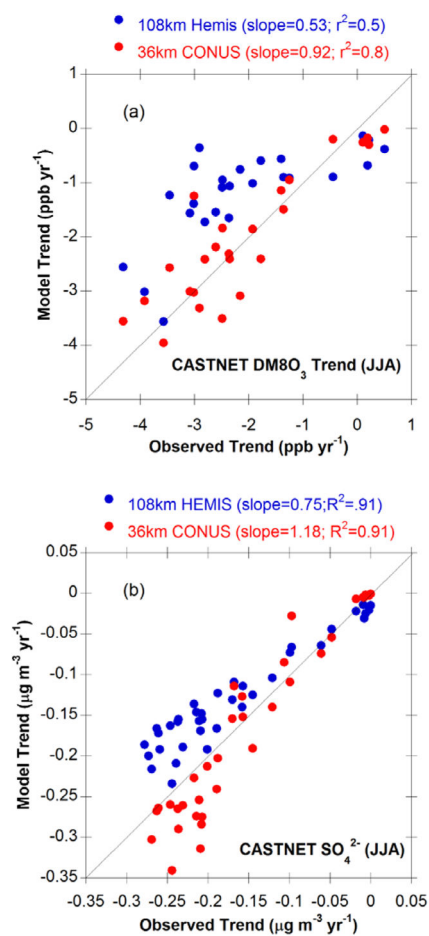 108km Hemis (slope=0.53; r²=0.5)
36km CONUS (slope=0.92; r²=0.8)
1
0
-1
-2
-3
-4
-5
Model Trend (ppb yr⁻¹)
(a)
CASTNET DM8O₃ Trend (JJA)
-5 -4 -3 -2 -1 0 1
Observed Trend (ppb yr⁻¹)
108km HEMIS (slope=0.75;R²=.91)
36km CONUS (slope=1.18; R²=0.91)
0.05
0
-0.05
-0.1
-0.15
-0.2
-0.25
-0.3
-0.35
Model Trend (μg m⁻³ yr⁻¹)
(b)
CASTNET SO₄²⁻ (JJA)
-0.35 -0.3 -0.25 -0.2 -0.15 -0.1 -0.05 0 0.05
Observed Trend (μg m⁻³ yr⁻¹)